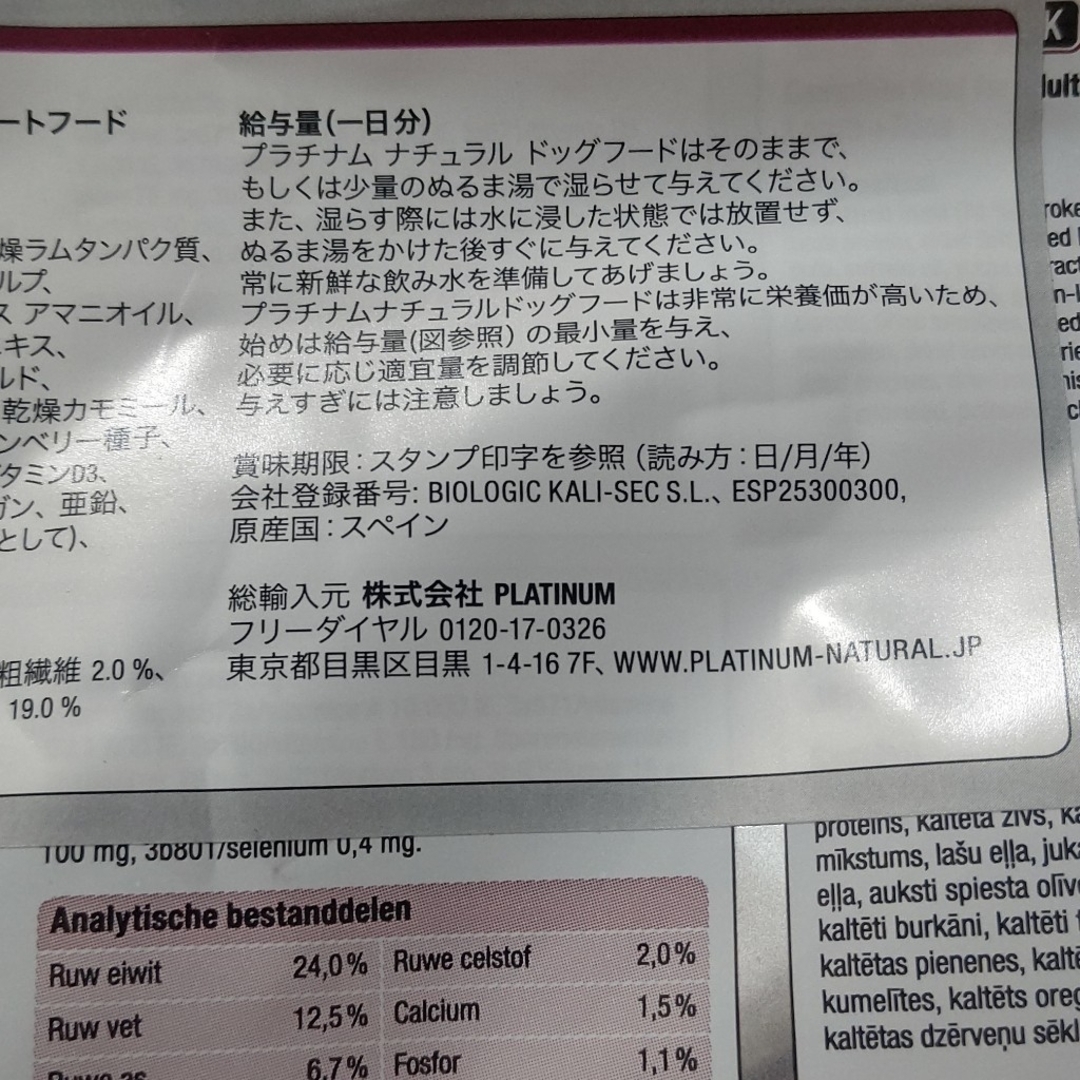 ートフード
燥ラムタンパク質、
ルプ、
ス アマニオイル、
キス、
ルド、
乾燥カモミール、
ンベリー種子、
タミンD3、
ガン、亜鉛、
として)、
粗繊維 2.0 %、
19.0 %
給与量(一日分)
プラチナム ナチュラル ドッグフードはそのままで、
もしくは少量のぬるま湯で湿らせて与えてください。
また、湿らす際には水に浸した状態では放置せず、
ぬるま湯をかけた後すぐに与えてください。
常に新鮮な飲み水を準備してあげましょう。
プラチナムナチュラルドッグフードは非常に栄養価が高いため、
始めは給与量(図参照) の最小量を与え、
必要に応じ適宜量を調節してください。
与えすぎには注意しましょう。
賞味期限:スタンプ印字を参照 (読み方:日/月/年)
会社登録番号: BIOLOGIC KALI-SEC S.L.、ESP25300300,
原産国:スペイン
総輸入元 株式会社 PLATINUM
フリーダイヤル 0120-17-0326
東京都目黒区目黒 1-4-16 7F、WWW.PLATINUM-NATURAL.JP
K
100 mg, 3b801/selenium 0,4 mg.
Analytische bestanddelen
Ruw eiwit 24,0% Ruwe celstof 2,0%
Ruw vet 12,5% Calcium 1,5%
Ruwe as 6,7% Fosfor 1,1%
proteīns, kaltēta zivs, ka
mīkstums, lašu eļļa, juka
eļļa, auksti spiesta olīv
kaltēti burkāni, kaltēti
kaltētas pienenes, kaltē
kumelītes, kaltēts oreg
kaltētas dzērveņu sēkl